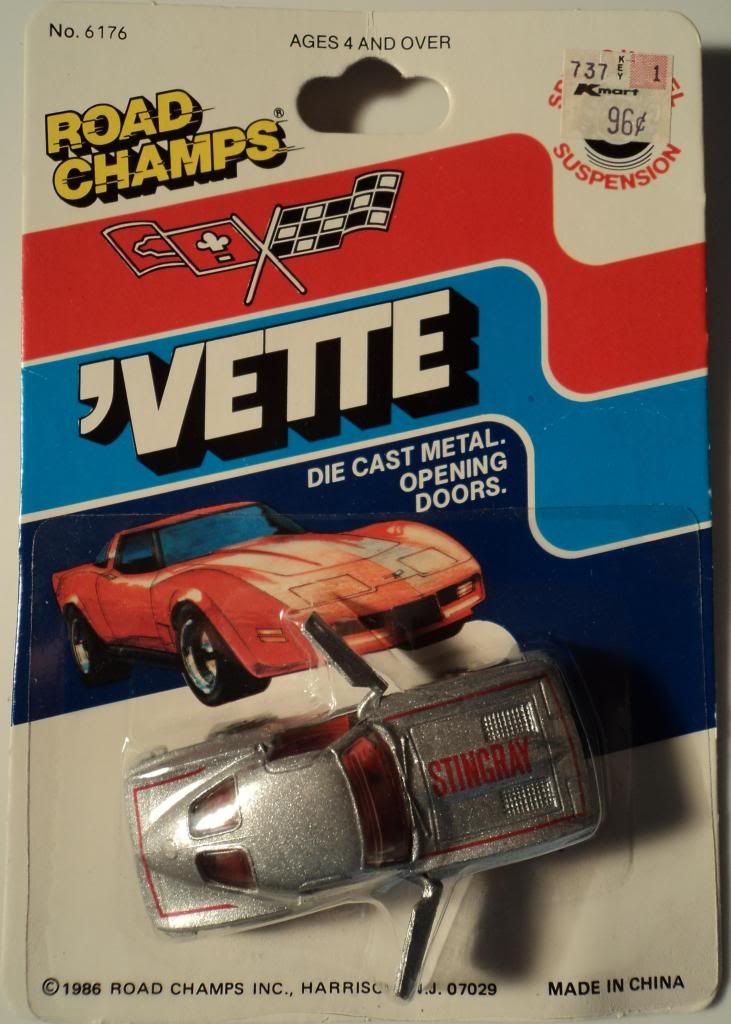 No. 6176
AGES 4 AND OVER
ROAD
CHAMPS®
737 KEY 1
Kmart
96¢
SUSPENSION
'VETTE
DIE CAST METAL.
OPENING
DOORS.
STINGRAY
©1986 ROAD CHAMPS INC., N.J. 07029
MADE IN CHINA